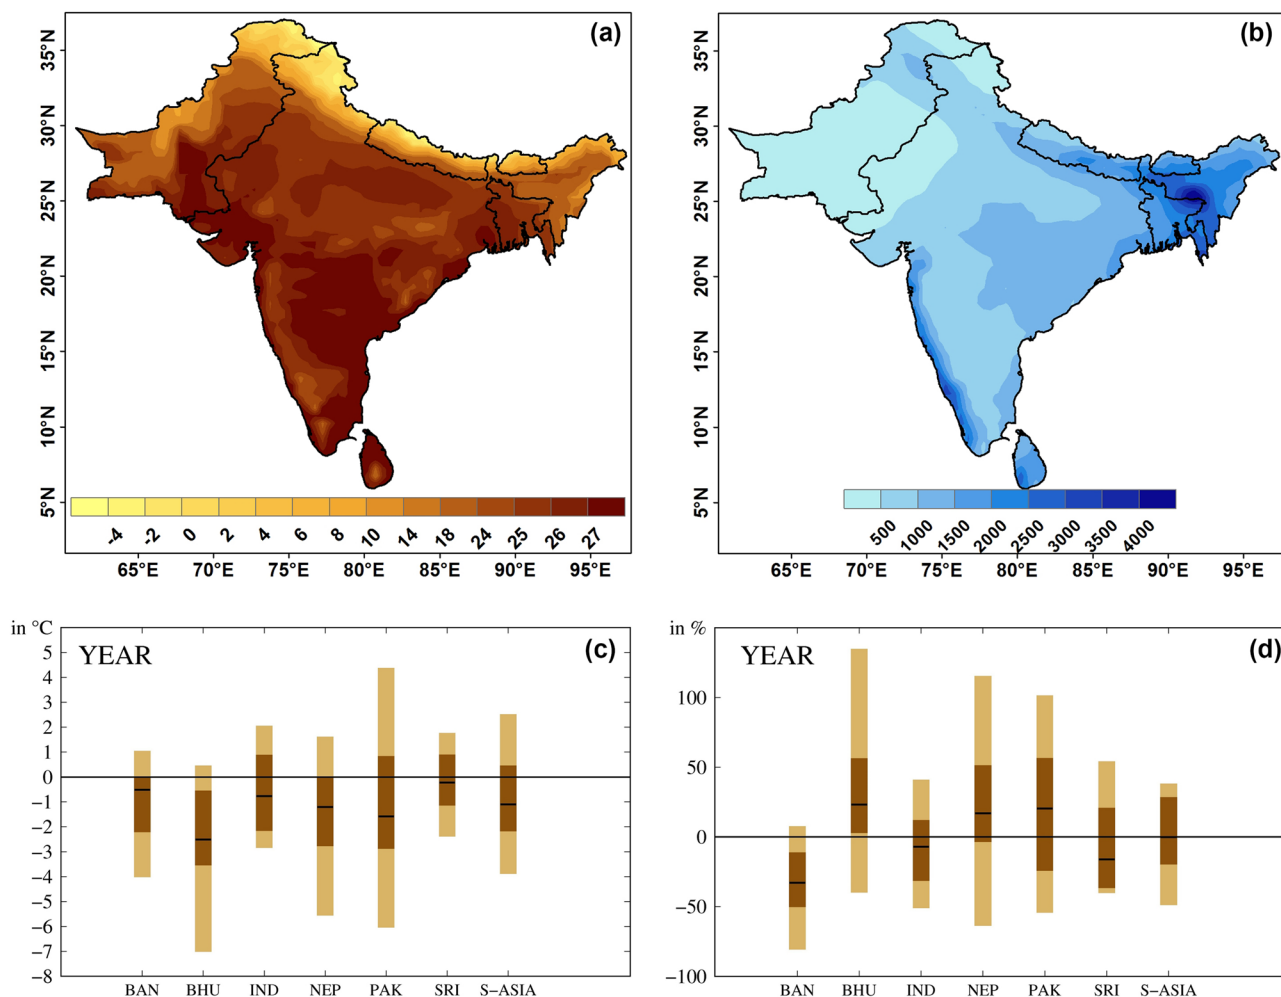 (a)
35°N
30°N
25°N
20°N
15°N
10°N
5°N
-4 -2 0 2 4 6 8 10 14 18 24 25 26 27
65°E 70°E 75°E 80°E 85°E 90°E 95°E
(b)
35°N
30°N
25°N
20°N
15°N
10°N
5°N
500 1000 1500 2000 2500 3000 3500 4000
65°E 70°E 75°E 80°E 85°E 90°E 95°E
in °C
YEAR
(c)
5
4
3
2
1
0
−1
−2
−3
−4
−5
−6
−7
−8
BAN BHU IND NEP PAK SRI S−ASIA
in %
YEAR
(d)
100
50
0
−50
−100
BAN BHU IND NEP PAK SRI S−ASIA